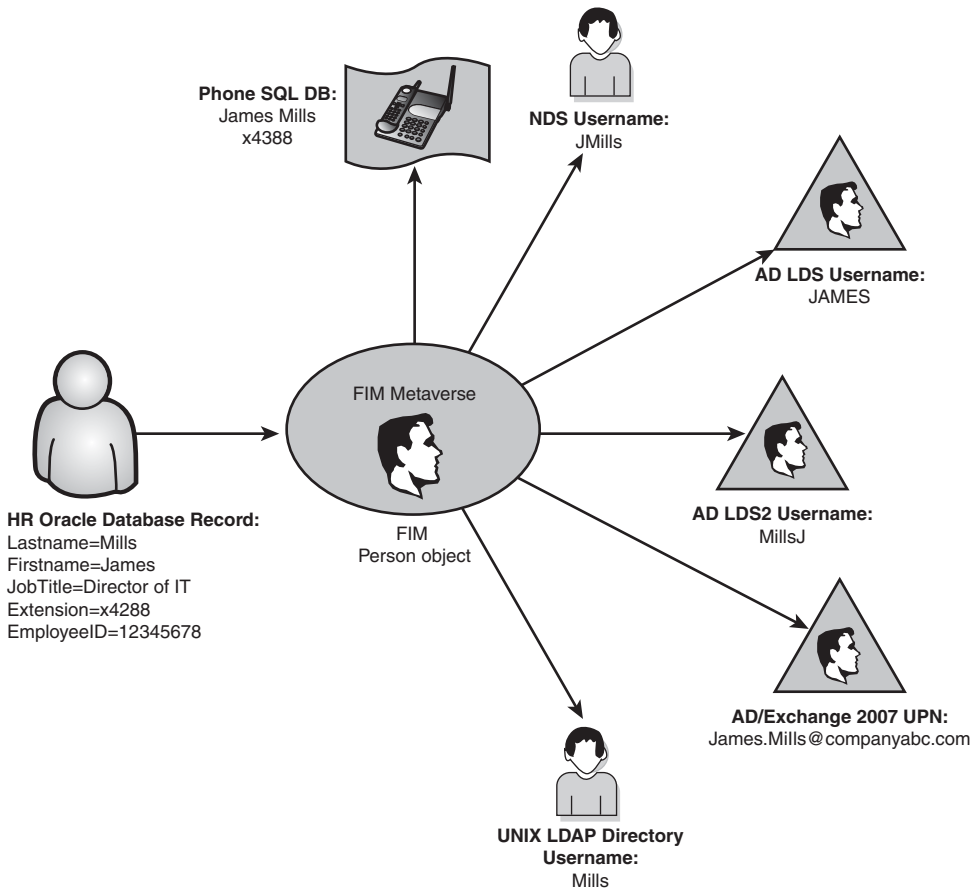 Phone SQL DB:
James Mills
x4388
NDS Username:
JMills
AD LDS Username:
JAMES
FIM Metaverse
FIM
Person object
HR Oracle Database Record:
Lastname=Mills
Firstname=James
JobTitle=Director of IT
Extension=x4288
EmployeeID=12345678
AD LDS2 Username:
MillsJ
AD/Exchange 2007 UPN:
James.Mills@companyabc.com
UNIX LDAP Directory
Username:
Mills